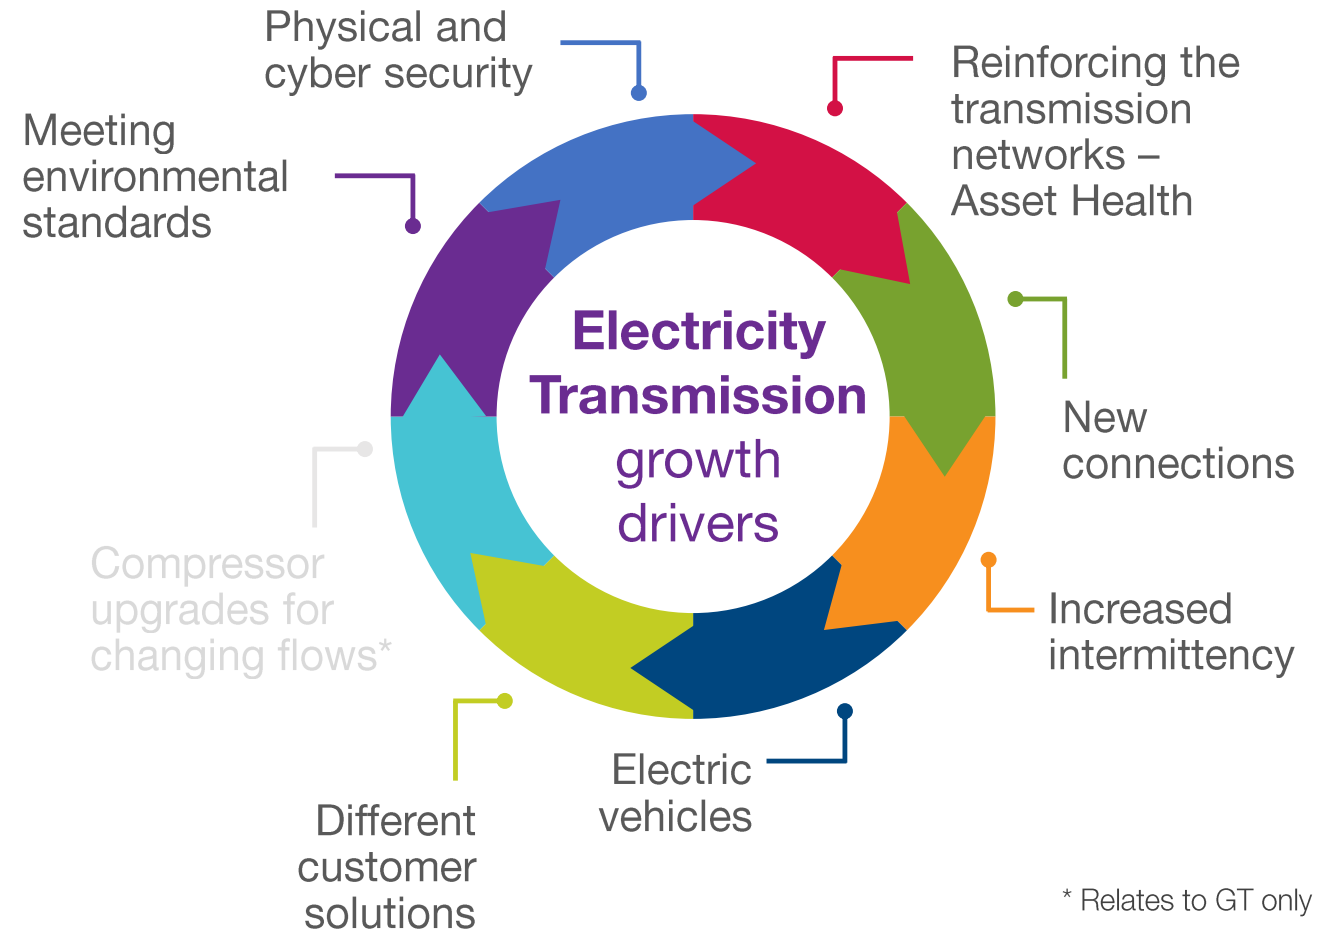 Physical and
cyber security
Reinforcing the
transmission
networks –
Asset Health
Meeting
environmental
standards
Electricity
Transmission
growth
drivers
New
connections
Compressor
upgrades for
changing flows*
Increased
intermittency
Electric
vehicles
Different
customer
solutions
* Relates to GT only